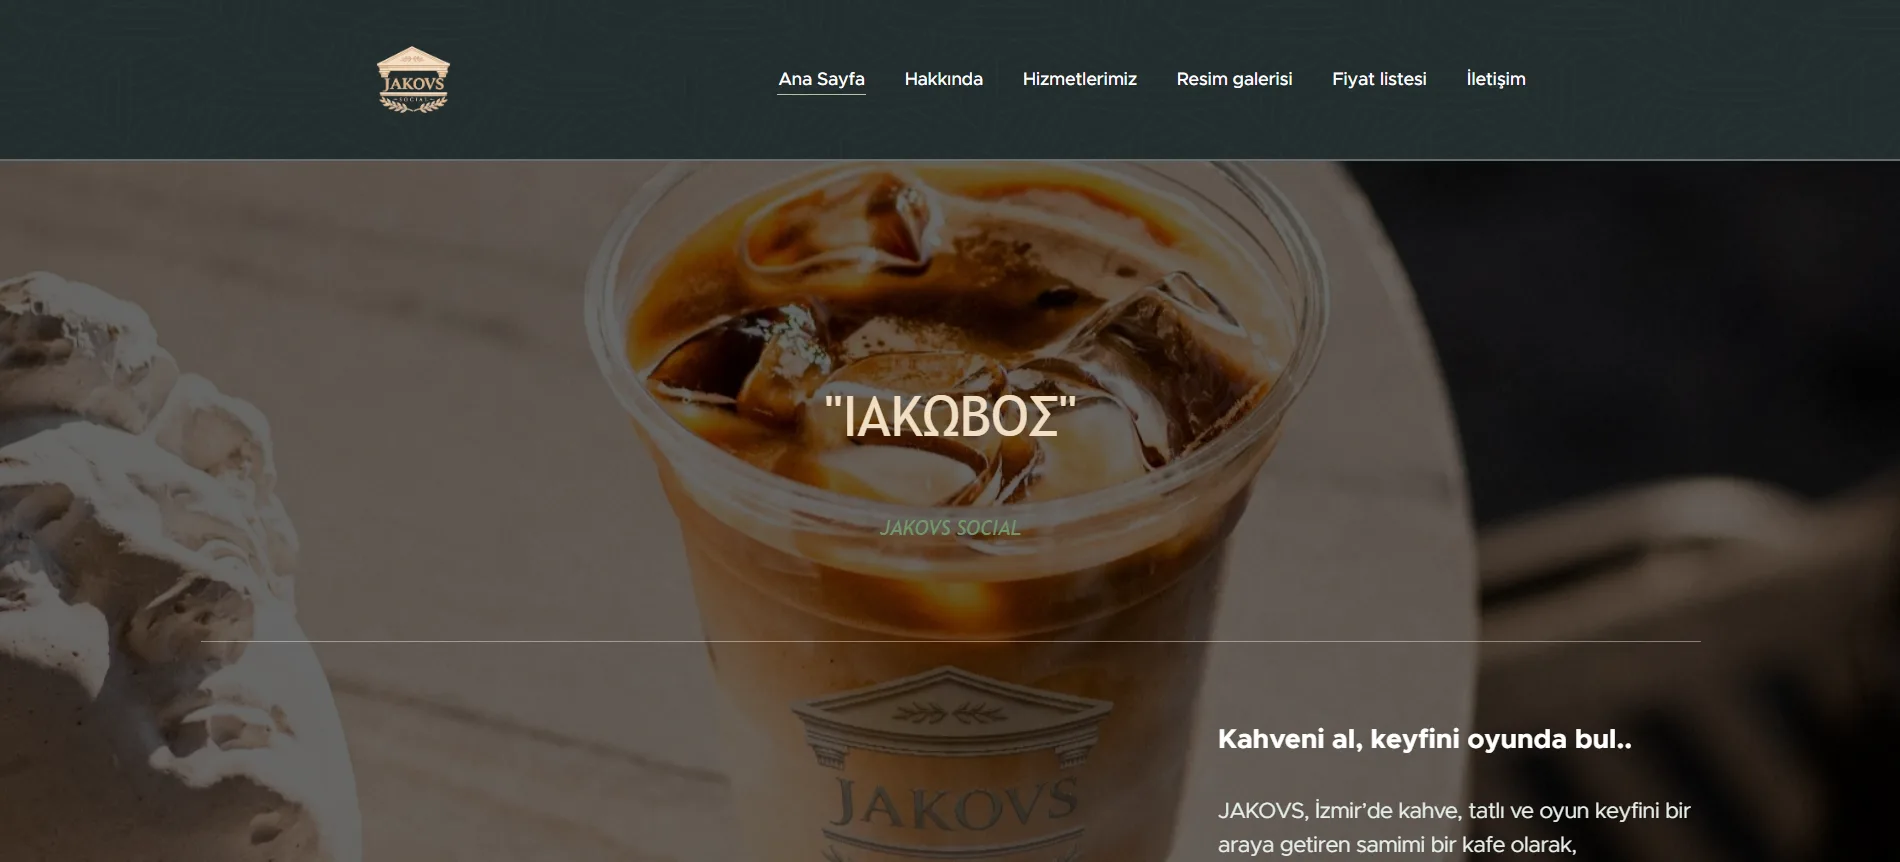 JAKOVS
SOCIAL
Ana Sayfa
Hakkında
Hizmetlerimiz
Resim galerisi
Fiyat listesi
İletişim
"ΙΑΚΩΒΟΣ"
JAKOVS SOCIAL
JAKOVS
Kahveni al, keyfini oyunda bul..
JAKOVS, İzmir’de kahve, tatlı ve oyun keyfini bir
araya getiren samimi bir kafe olarak,